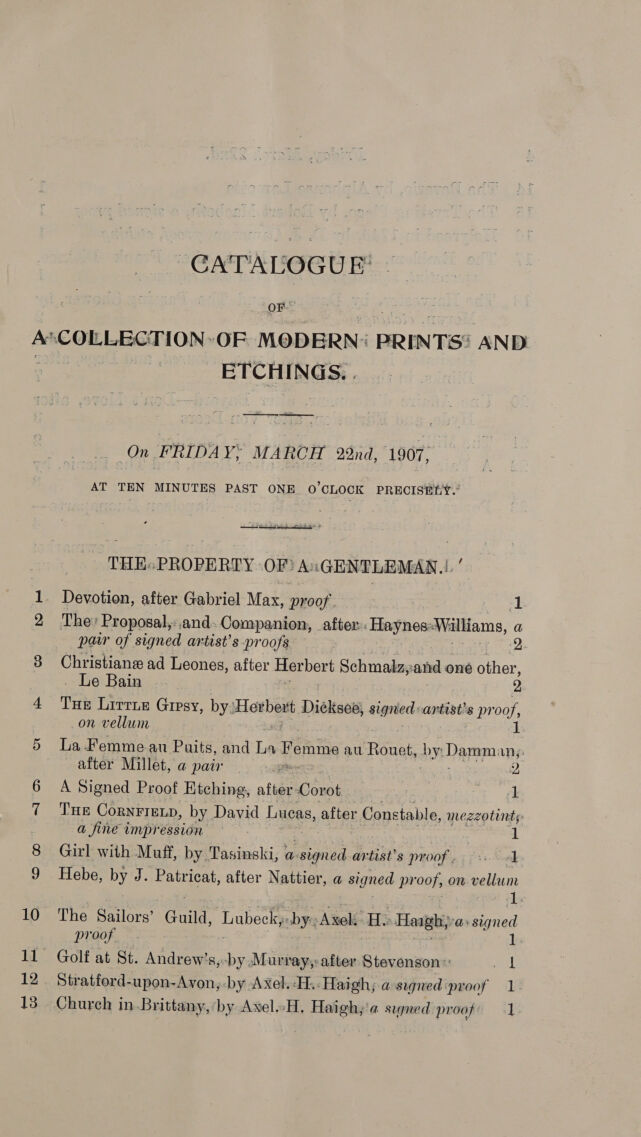 CATALOGUE
OF
A COLLECTION OF MODERN PRINTS AND
ETCHINGS.
On FRIDAY, MARCH 22nd, 1907,
AT TEN MINUTES PAST ONE O'CLOCK PRECISELY.
THE PROPERTY OF A GENTLEMAN.
1 Devotion, after Gabriel Max, proof 1
2 The Proposal, and Companion, after Haynes-Williams, a
pair of signed artist's proofs 2
3 Christianæ ad Leones, after Herbert Schmalz, and one other,
Le Bain 2
4 THE LITTLE GIPSY, by Herbert Dicksee, signed artist's proof,
on vellum 1
5 La Femme au Puits, and La Femme au Rouet, by Damman,
after Millet, a pair 2
6 A Signed Proof Etching, after Corot 1
7 THE CORNFIELD, by David Lucas, after Constable, mezzotint,
a fine impression 1
8 Girl with Muff, by Tasinski, a signed artist's proof 1
9 Hebe, by J. Patricat, after Nattier, a signed proof, on vellum
1
10 The Sailors' Guild, Lubeck, by Axel H. Haigh, a signed
proof 1
11 Golf at St. Andrew's, by Murray, after Stevenson 1
12 Stratford-upon-Avon, by Axel H. Haigh, a signed proof 1
13 Church in Brittany, by Axel H. Haigh, a signed proof 1